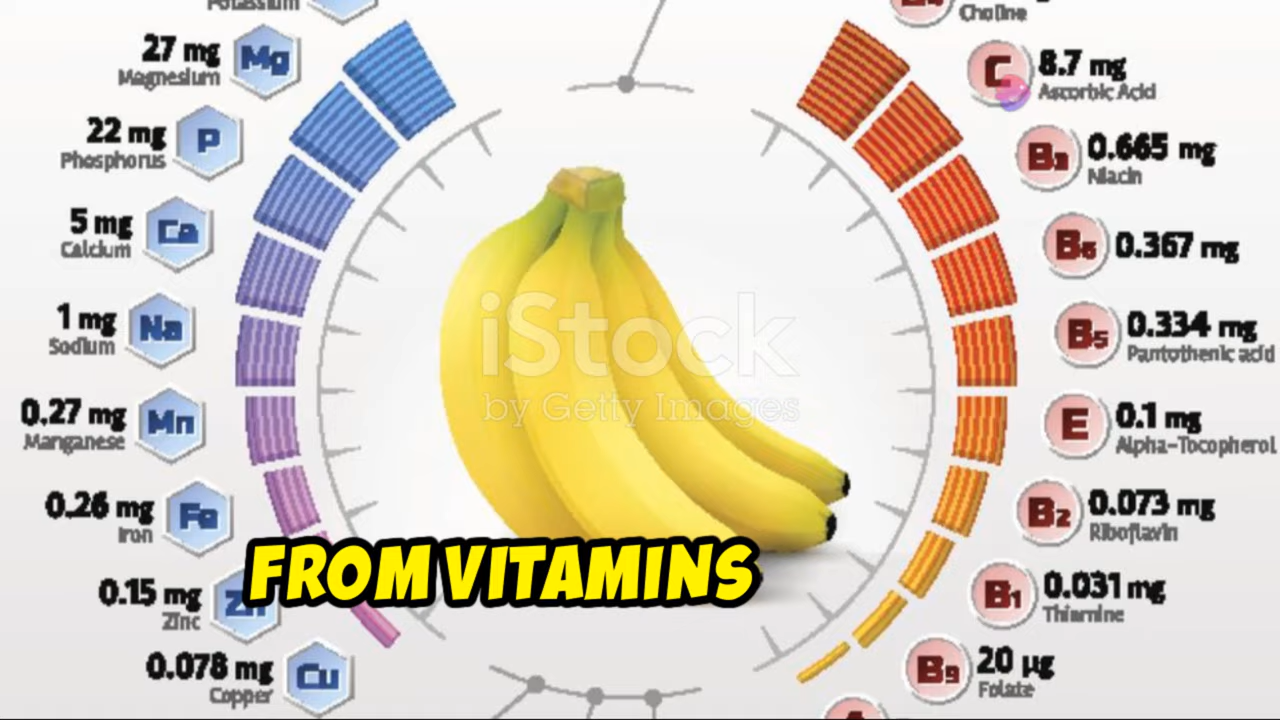 Potassium
27 mg
Magnesium
Mg
22 mg
Phosphorus
P
5 mg
Calcium
Ca
1 mg
Sodium
Na
0.27 mg
Manganese
Mn
0.26 mg
Iron
Fe
0.15 mg
Zinc
Zn
0.078 mg
Copper
Cu
iStock
by Getty Images
FROM VITAMINS
Choline
C
8.7 mg
Ascorbic Acid
B3
0.665 mg
Niacin
B6
0.367 mg
B5
0.334 mg
Pantothenic acid
E
0.1 mg
Alpha-Tocopherol
B2
0.073 mg
Riboflavin
B1
0.031 mg
Thiamine
B9
20 µg
Folate